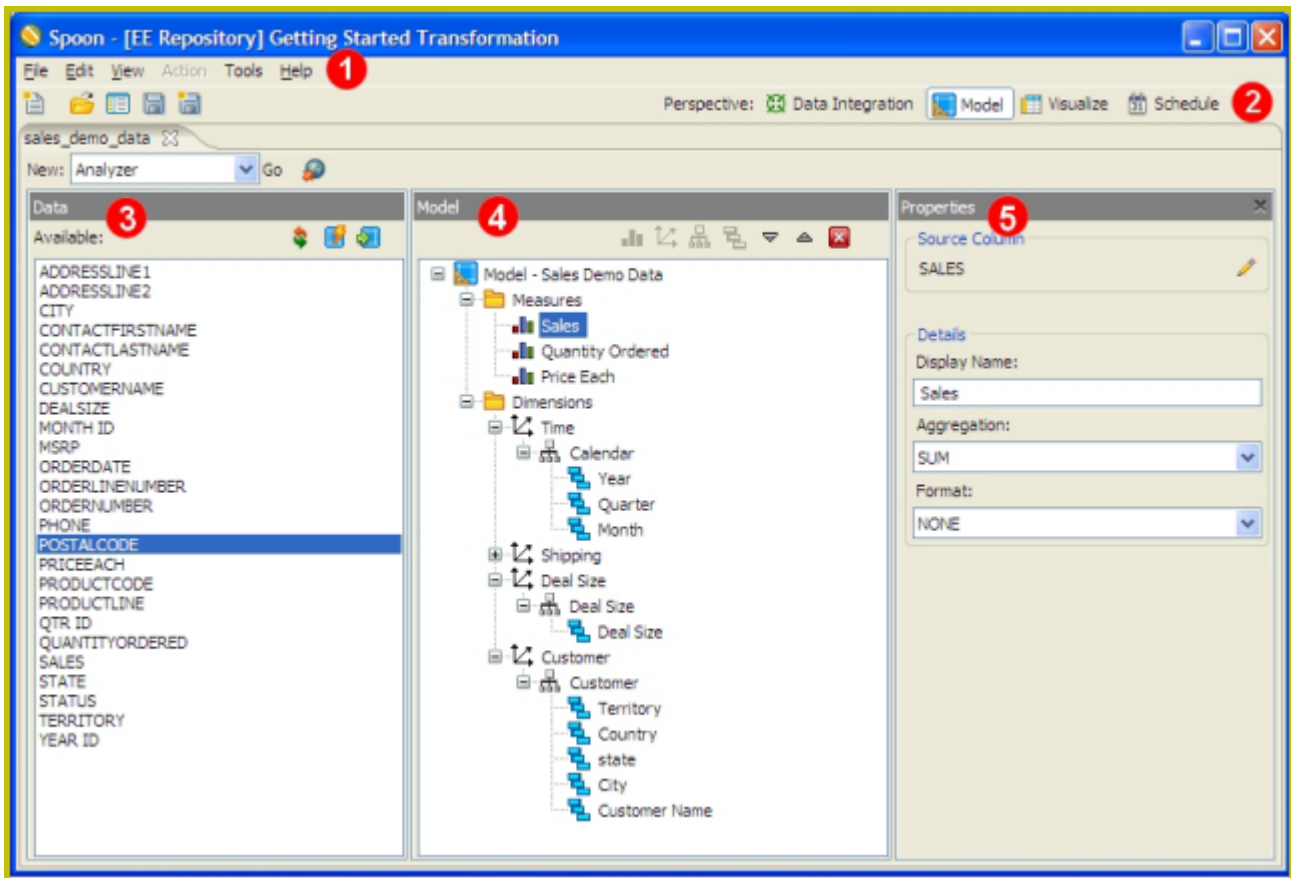 Spoon - [EE Repository] Getting Started Transformation
File Edit View Action Tools Help 1
Perspective: Data Integration Model Visualize Schedule 2
sales_demo_data
New: Analyzer Go
Data 3
Available:
ADDRESSLINE1
ADDRESSLINE2
CITY
CONTACTFIRSTNAME
CONTACTLASTNAME
COUNTRY
CUSTOMERNAME
DEALSIZE
MONTH ID
MSRP
ORDERDATE
ORDERLINENUMBER
ORDERNUMBER
PHONE
POSTALCODE
PRICEEACH
PRODUCTCODE
PRODUCTLINE
QTR ID
QUANTITYORDERED
SALES
STATE
STATUS
TERRITORY
YEAR ID
Model 4
Model - Sales Demo Data
Measures
Sales
Quantity Ordered
Price Each
Dimensions
Time
Calendar
Year
Quarter
Month
Shipping
Deal Size
Deal Size
Deal Size
Customer
Customer
Territory
Country
state
City
Customer Name
Properties 5
Source Column
SALES
Details
Display Name:
Sales
Aggregation:
SUM
Format:
NONE